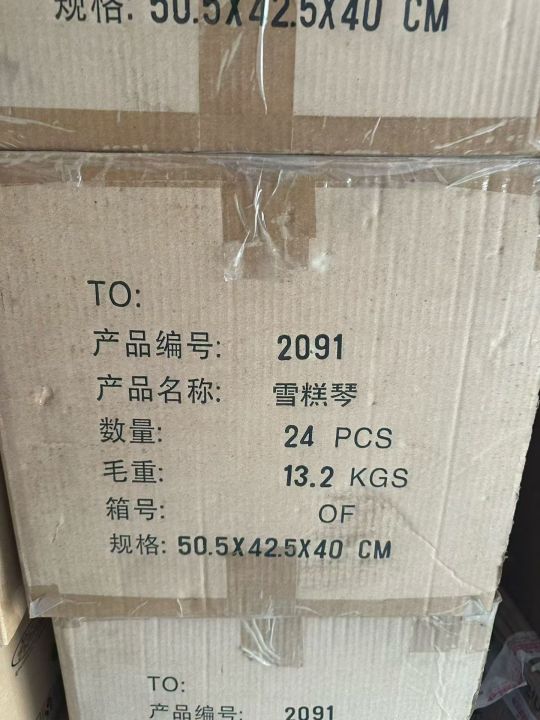 规格: 50.5X42.5X40 CM
TO:
产品编号: 2091
产品名称: 雪糕琴
数量: 24 PCS
毛重: 13.2 KGS
箱号: OF
规格: 50.5X42.5X40 CM
TO:
产品编号: 2091